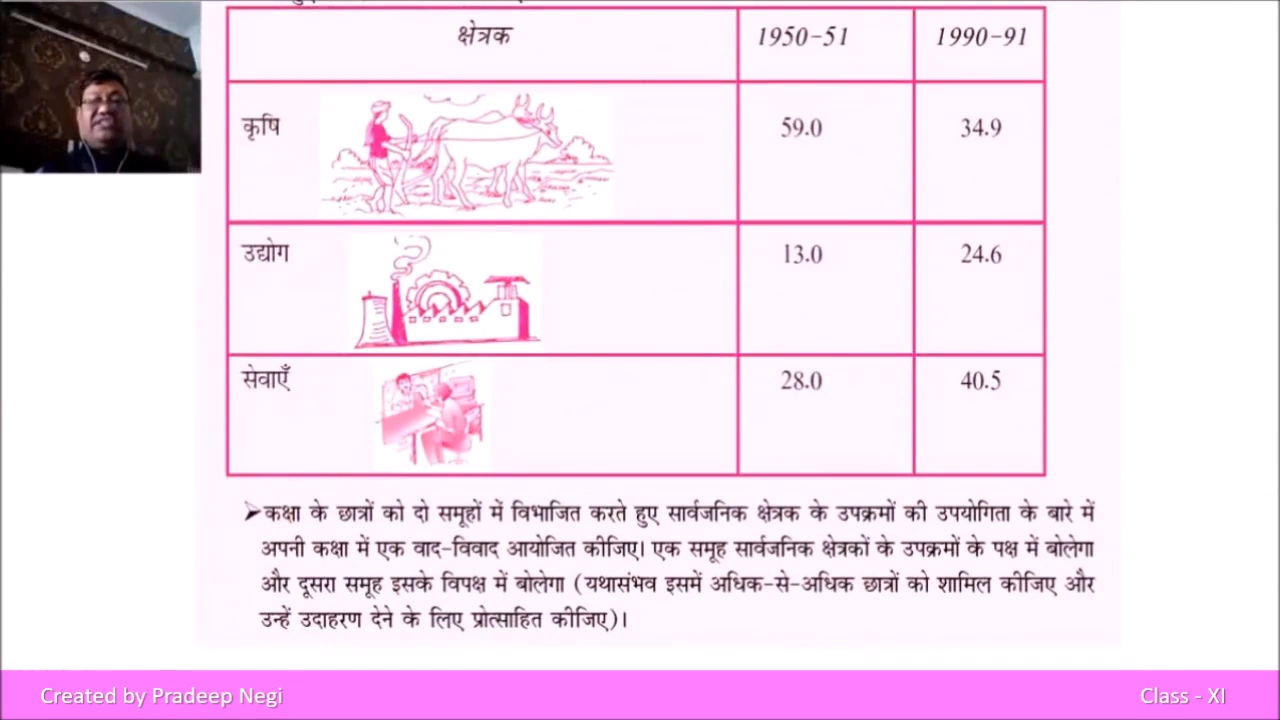 क्षेत्रक 1950-51 1990-91
कृषि 59.0 34.9
उद्योग 13.0 24.6
सेवाएँ 28.0 40.5
➤कक्षा के छात्रों को दो समूहों में विभाजित करते हुए सार्वजनिक क्षेत्रक के उपक्रमों की उपयोगिता के बारे में
अपनी कक्षा में एक वाद-विवाद आयोजित कीजिए। एक समूह सार्वजनिक क्षेत्रकों के उपक्रमों के पक्ष में बोलेगा
और दूसरा समूह इसके विपक्ष में बोलेगा (यथासंभव इसमें अधिक-से-अधिक छात्रों को शामिल कीजिए और
उन्हें उदाहरण देने के लिए प्रोत्साहित कीजिए)।
Created by Pradeep Negi
Class - XI